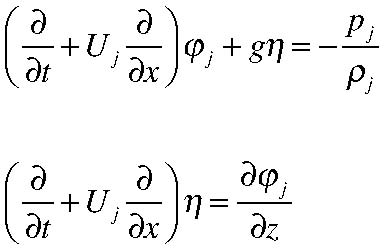 (∂/∂t + U_j ∂/∂x) φ_j + gη = − p_j/ρ_j
(∂/∂t + U_j ∂/∂x) η = ∂φ_j/∂z